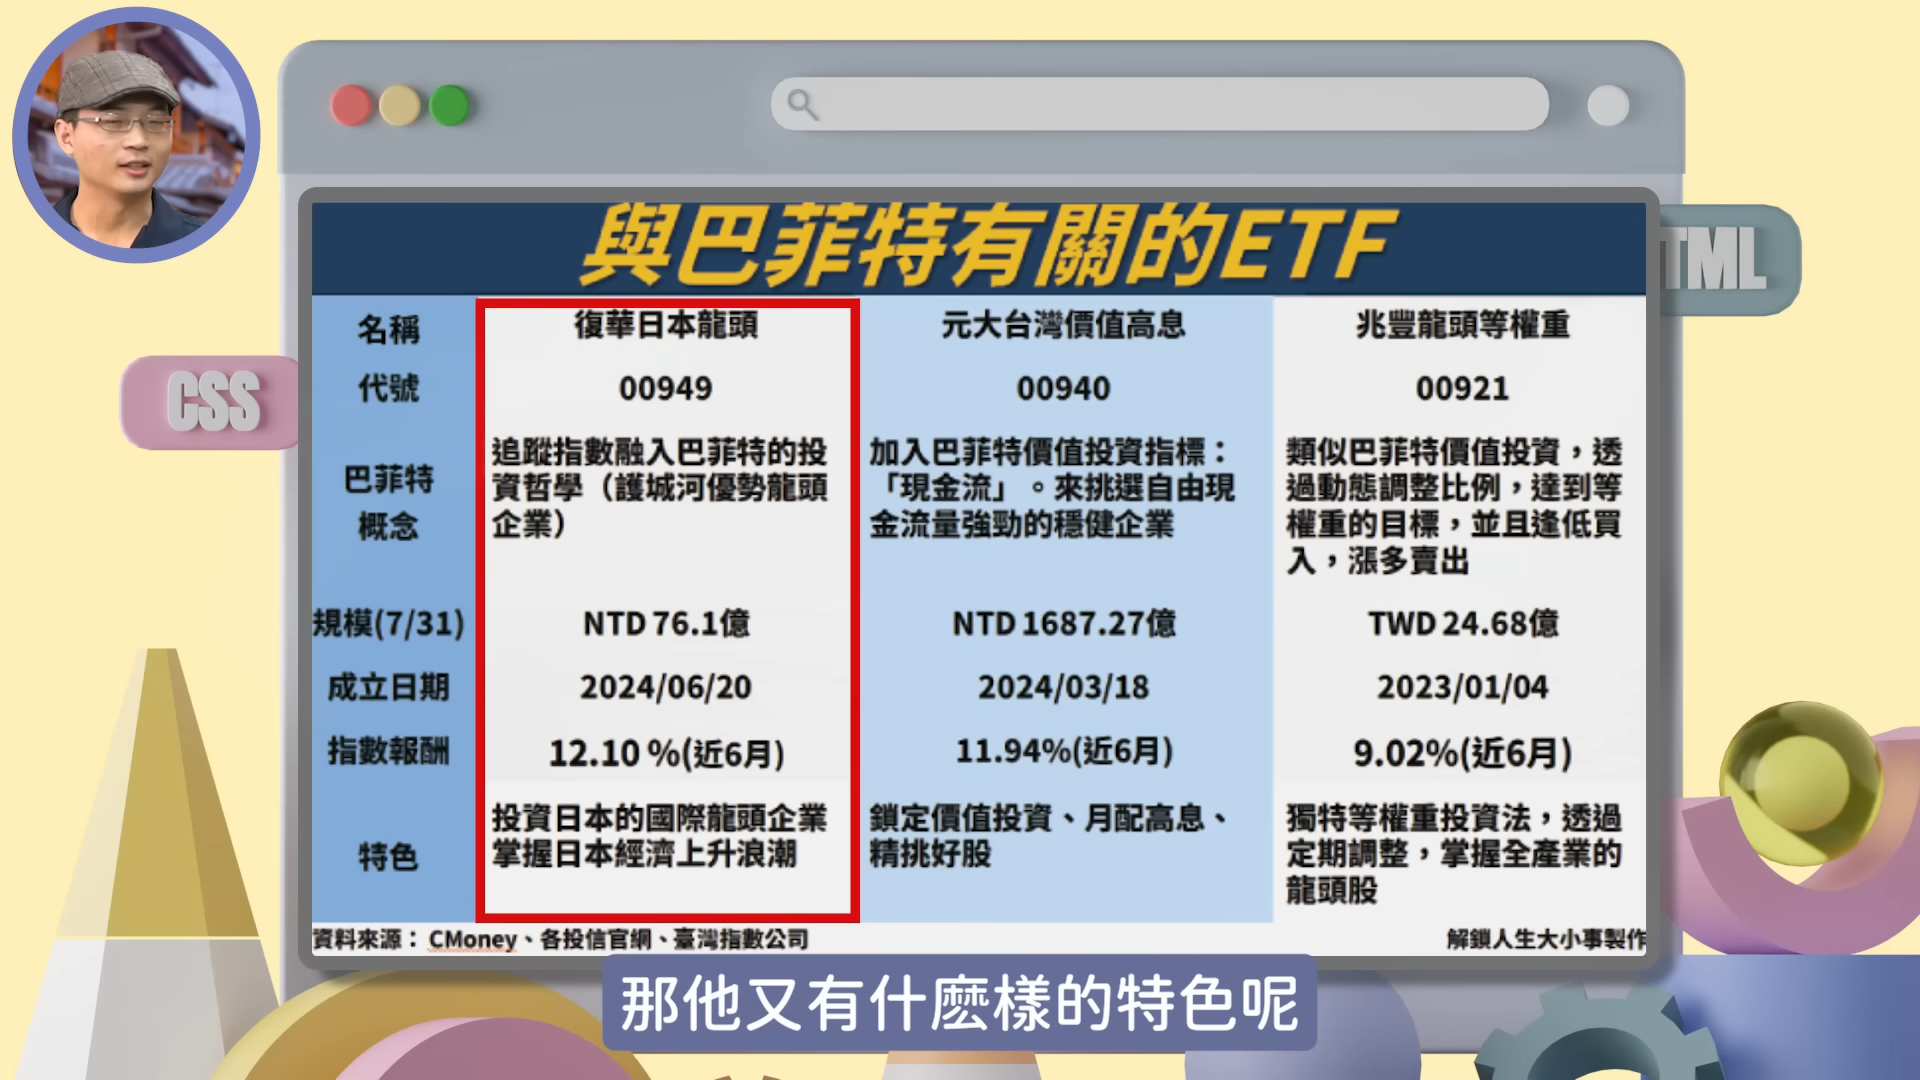 與巴菲特有關的ETF
TML
CSS
名稱
復華日本龍頭
元大台灣價值高息
兆豐龍頭等權重
代號
00949
00940
00921
巴菲特
概念
追蹤指數融入巴菲特的投
資哲學（護城河優勢龍頭
企業）
加入巴菲特價值投資指標：
「現金流」。來挑選自由現
金流量強勁的穩健企業
類似巴菲特價值投資，透
過動態調整比例，達到等
權重的目標，並且逢低買
入，漲多賣出
規模(7/31)
NTD 76.1億
NTD 1687.27億
TWD 24.68億
成立日期
2024/06/20
2024/03/18
2023/01/04
指數報酬
12.10 %(近6月)
11.94%(近6月)
9.02%(近6月)
特色
投資日本的國際龍頭企業
掌握日本經濟上升浪潮
鎖定價值投資、月配高息、
精挑好股
獨特等權重投資法，透過
定期調整，掌握全產業的
龍頭股
資料來源： CMoney、各投信官網、臺灣指數公司
解鎖人生大小事製作
那他又有什麽樣的特色呢